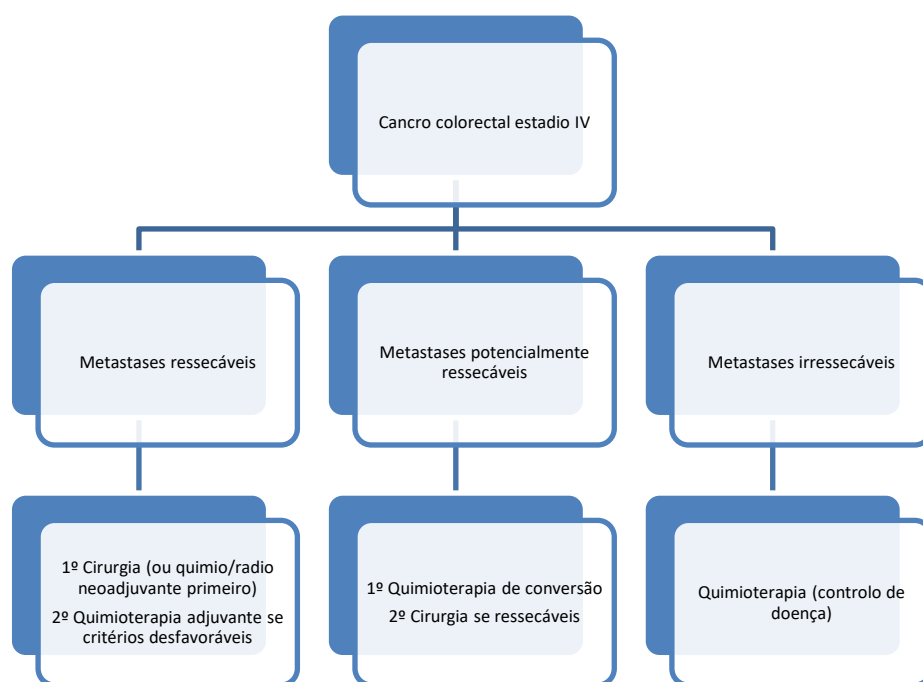 Cancro colorectal estadio IV
Metastases ressecáveis
Metastases potencialmente
ressecáveis
Metastases irressecáveis
1º Cirurgia (ou quimio/radio
neoadjuvante primeiro)
2º Quimioterapia adjuvante se
critérios desfavoráveis
1º Quimioterapia de conversão
2º Cirurgia se ressecáveis
Quimioterapia (controlo de
doença)